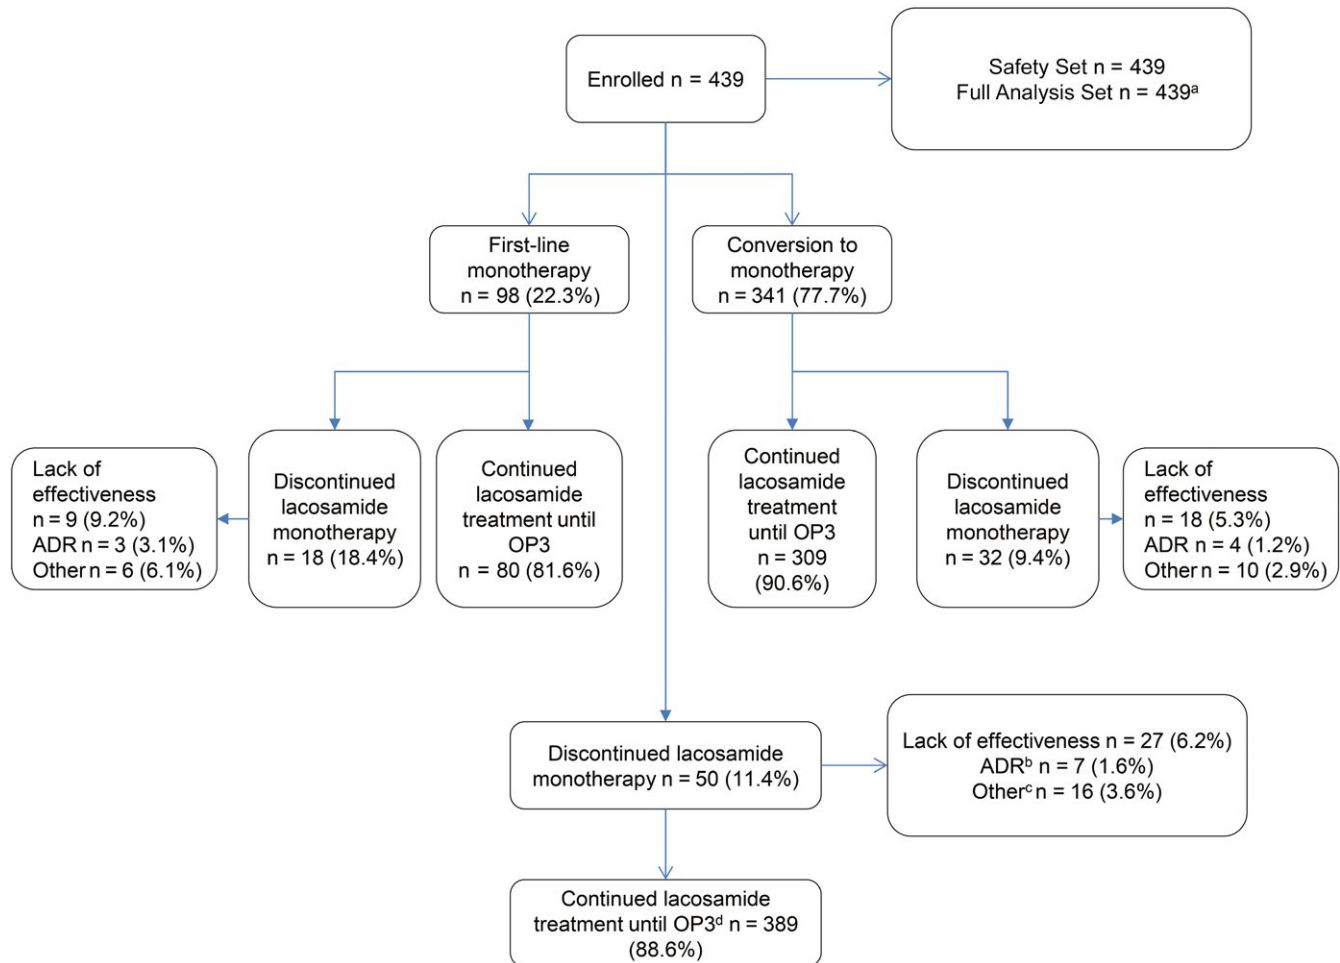 Enrolled n = 439
Safety Set n = 439
Full Analysis Set n = 439ᵃ
First-line
monotherapy
n = 98 (22.3%)
Conversion to
monotherapy
n = 341 (77.7%)
Lack of
effectiveness
n = 9 (9.2%)
ADR n = 3 (3.1%)
Other n = 6 (6.1%)
Discontinued
lacosamide
monotherapy
n = 18 (18.4%)
Continued
lacosamide
treatment until
OP3
n = 80 (81.6%)
Continued
lacosamide
treatment
until OP3
n = 309
(90.6%)
Discontinued
lacosamide
monotherapy
n = 32 (9.4%)
Lack of
effectiveness
n = 18 (5.3%)
ADR n = 4 (1.2%)
Other n = 10 (2.9%)
Discontinued lacosamide
monotherapy n = 50 (11.4%)
Lack of effectiveness n = 27 (6.2%)
ADRᵇ n = 7 (1.6%)
Otherᶜ n = 16 (3.6%)
Continued lacosamide
treatment until OP3ᵈ n = 389
(88.6%)